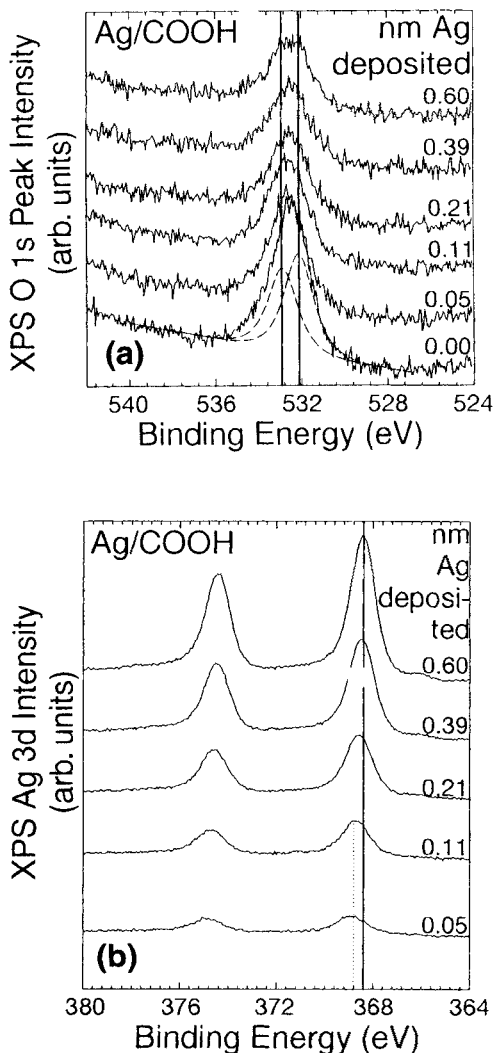 Ag/COOH
nm Ag
deposited
0.60
0.39
0.21
0.11
0.05
0.00
(a)
XPS O 1s Peak Intensity
(arb. units)
540 536 532 528 524
Binding Energy (eV)
Ag/COOH
nm
Ag
deposi-
ted
0.60
0.39
0.21
0.11
0.05
(b)
XPS Ag 3d Intensity
(arb. units)
380 376 372 368 364
Binding Energy (eV)